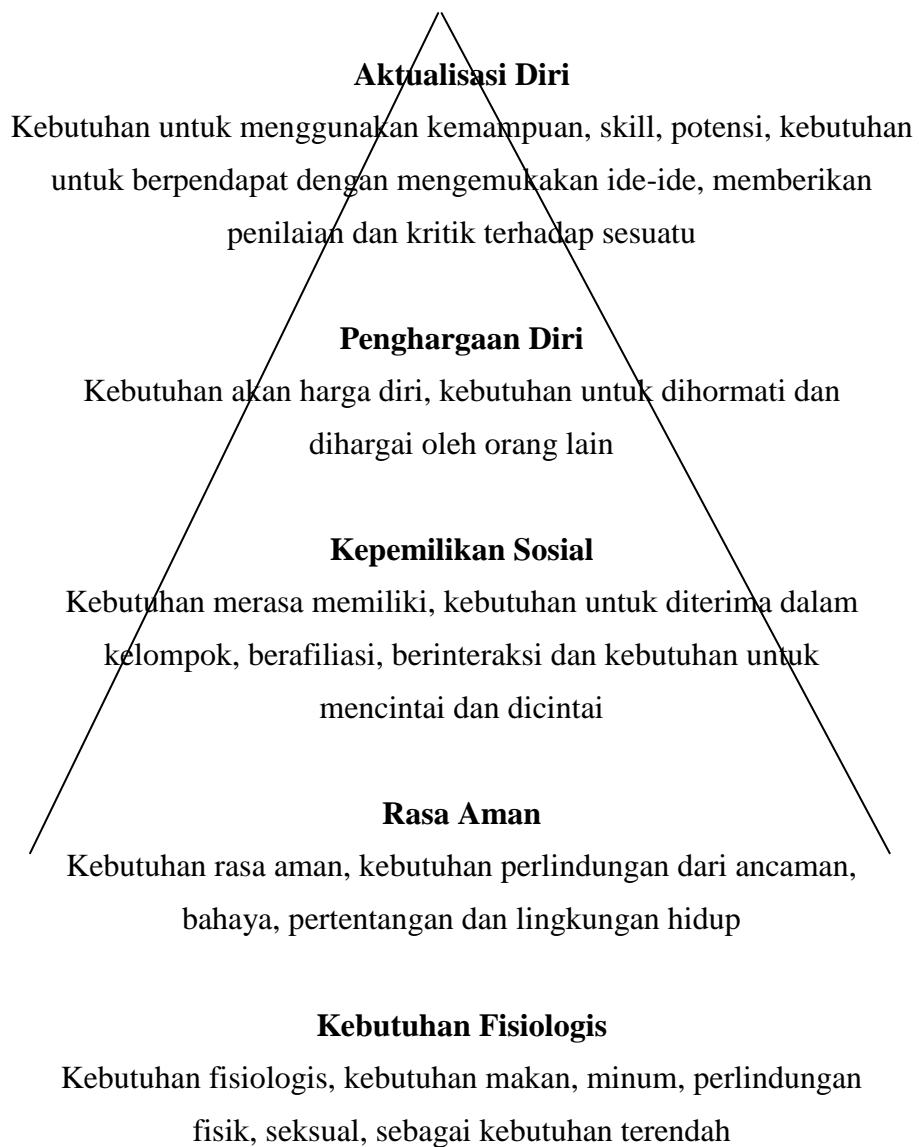 Aktualisasi Diri
Kebutuhan untuk menggunakan kemampuan, skill, potensi, kebutuhan
untuk berpendapat dengan mengemukakan ide-ide, memberikan
penilaian dan kritik terhadap sesuatu
Penghargaan Diri
Kebutuhan akan harga diri, kebutuhan untuk dihormati dan
dihargai oleh orang lain
Kepemilikan Sosial
Kebutuhan merasa memiliki, kebutuhan untuk diterima dalam
kelompok, berafiliasi, berinteraksi dan kebutuhan untuk
mencintai dan dicintai
Rasa Aman
Kebutuhan rasa aman, kebutuhan perlindungan dari ancaman,
bahaya, pertentangan dan lingkungan hidup
Kebutuhan Fisiologis
Kebutuhan fisiologis, kebutuhan makan, minum, perlindungan
fisik, seksual, sebagai kebutuhan terendah